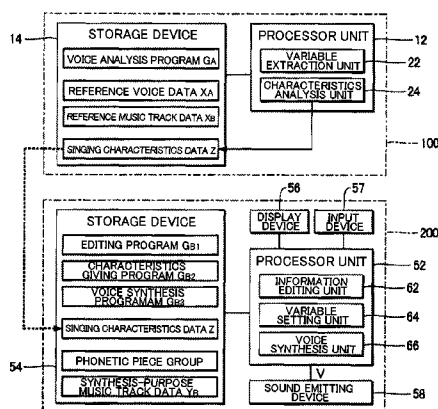 14
STORAGE DEVICE
VOICE ANALYSIS PROGRAM GA
REFERENCE VOICE DATA XA
REFERENCE MUSIC TRACK DATA XB
SINGING CHARACTERISTICS DATA Z
PROCESSOR UNIT
12
VARIABLE
EXTRACTION UNIT
22
CHARACTERISTICS
ANALYSIS UNIT
24
100
56
57
DISPLAY
DEVICE
INPUT
DEVICE
200
STORAGE DEVICE
EDITING PROGRAM GB1
CHARACTERISTICS
GIVING PROGRAM GB2
VOICE SYNTHESIS
PROGRAMAM GB3
SINGING CHARACTERISTICS DATA Z
PHONETIC PIECE GROUP
SYNTHESIS-PURPOSE
MUSIC TRACK DATA YB
54
PROCESSOR UNIT
52
INFORMATION
EDITING UNIT
62
VARIABLE
SETTING UNIT
64
VOICE
SYNTHESIS UNIT
66
V
SOUND EMITTING
DEVICE
58